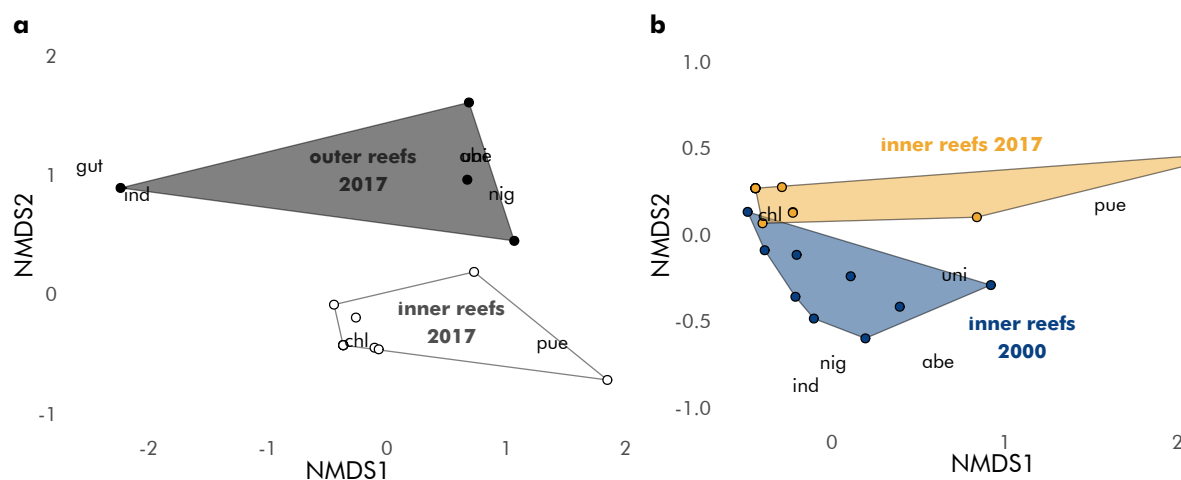 a
2
1
0
-1
NMDS2
gut
ind
outer reefs
2017
uni
abe
nig
inner reefs
2017
chl
pue
-2
-1
0
1
2
NMDS1
b
1.0
0.5
0.0
-0.5
-1.0
NMDS2
inner reefs 2017
chl
pue
uni
inner reefs
2000
nig
abe
ind
0
1
2
NMDS1